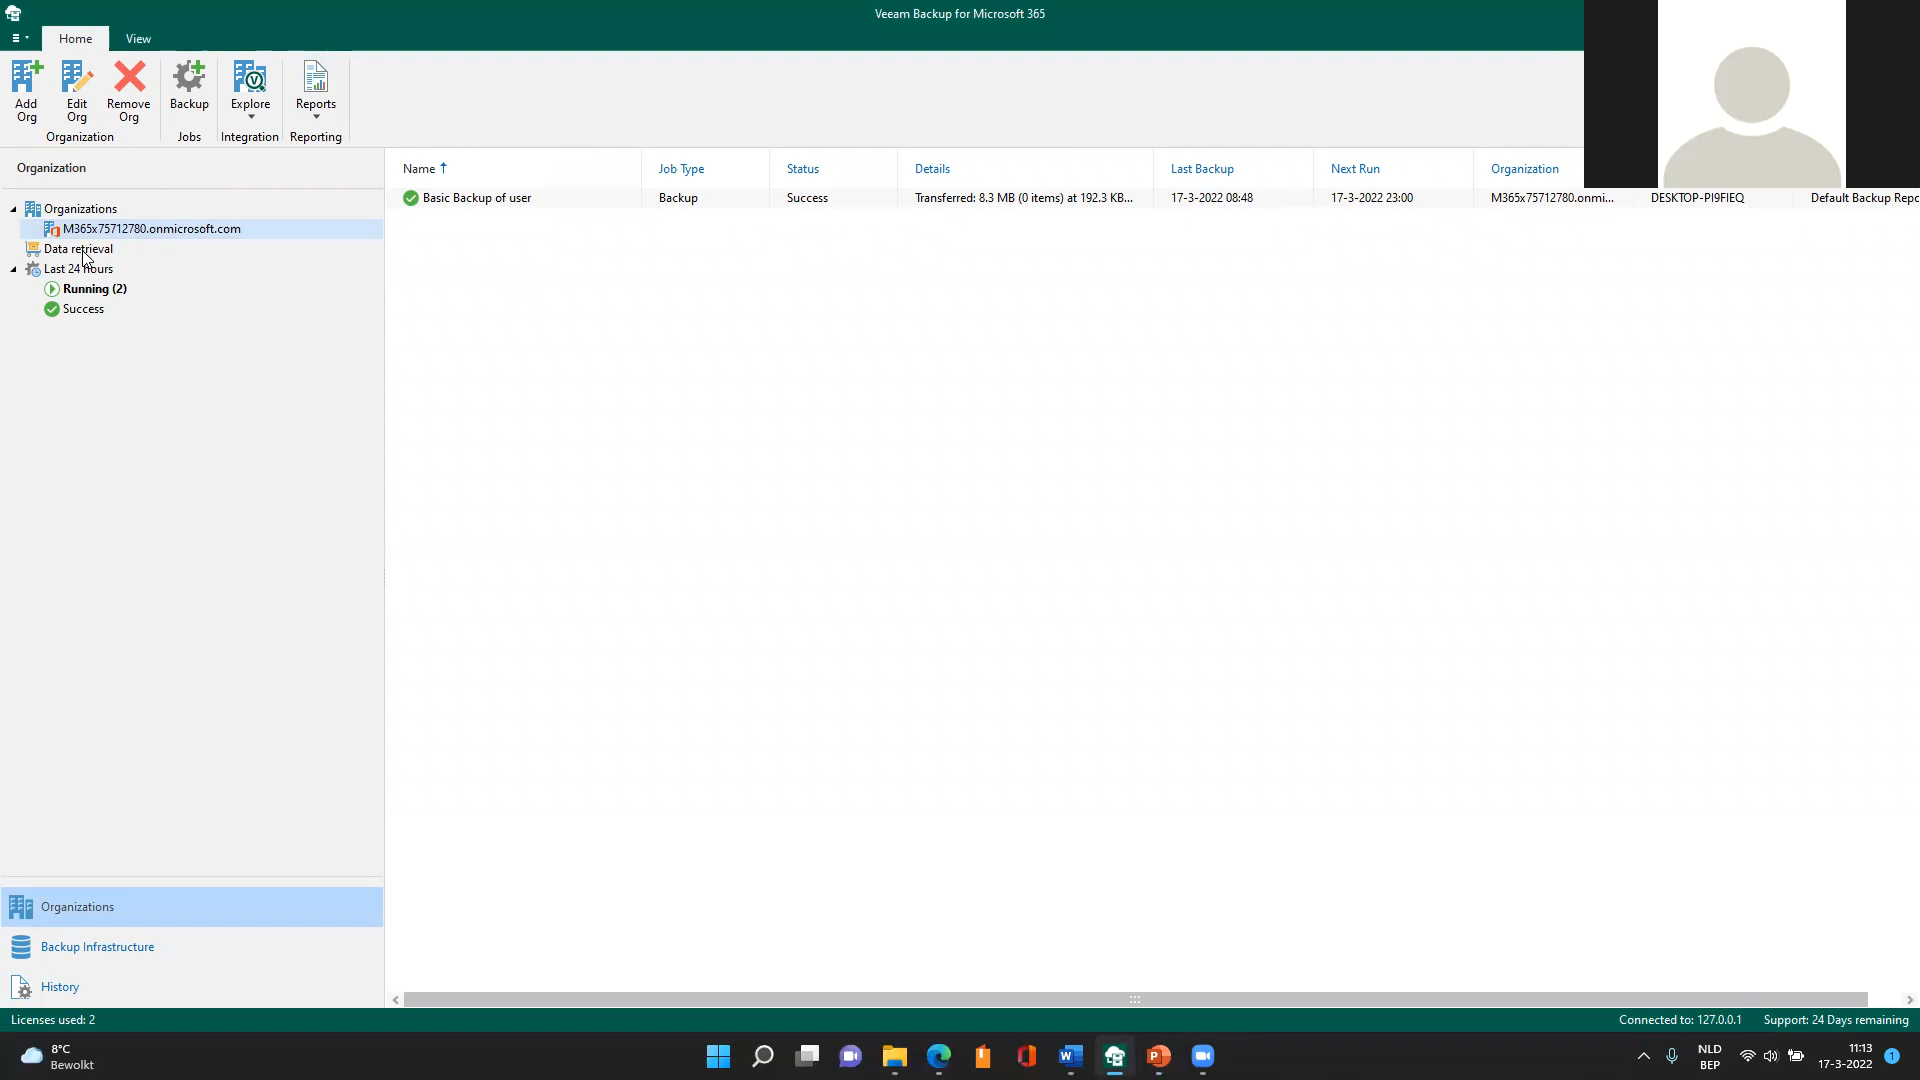 Veeam Backup for Microsoft 365
Home
View
Add Org
Edit Org
Remove Org
Backup
Explore
Reports
Organization
Jobs
Integration
Reporting
Organization
Organizations
M365x75712780.onmicrosoft.com
Data retrieval
Last 24 hours
Running (2)
Success
Name
Job Type
Status
Details
Last Backup
Next Run
Organization
Basic Backup of user
Backup
Success
Transferred: 8.3 MB (0 items) at 192.3 KB...
17-3-2022 08:48
17-3-2022 23:00
M365x75712780.onmi...
DESKTOP-PI9FIEQ
Default Backup Repc
Organizations
Backup Infrastructure
History
Licenses used: 2
Connected to: 127.0.0.1
Support: 24 Days remaining
8°C
Bewolkt
NLD
BEP
11:13
17-3-2022
1